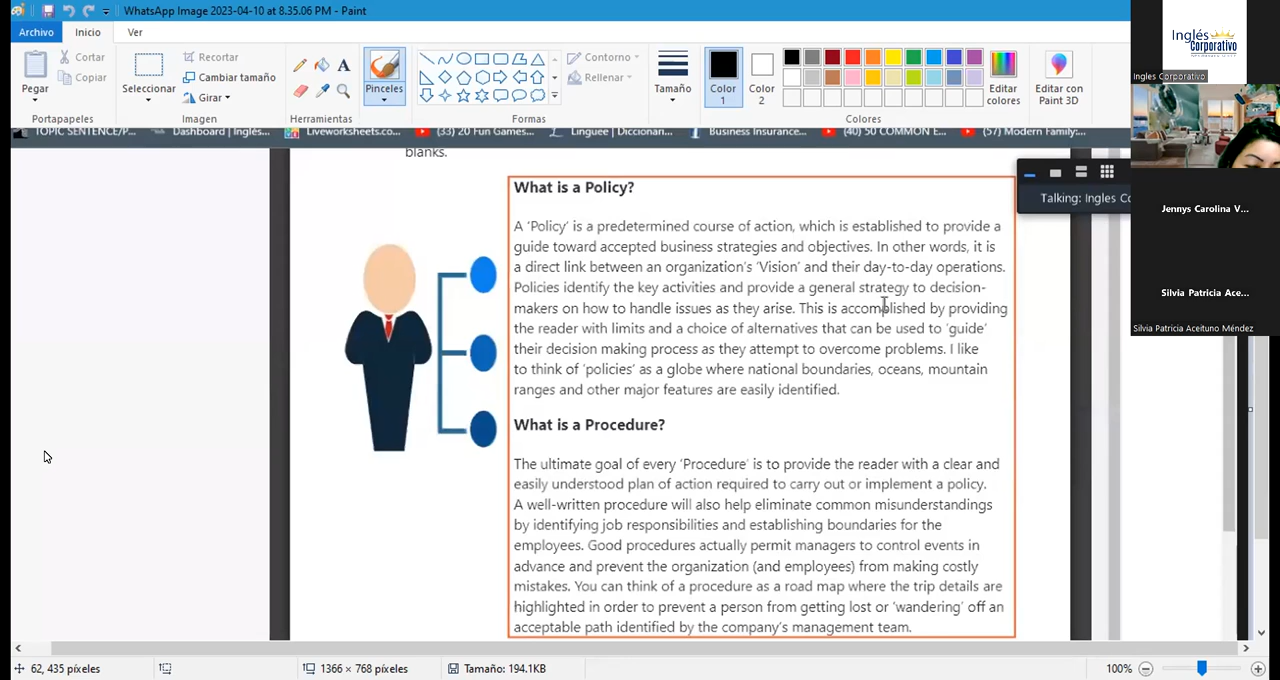 WhatsApp Image 2023-04-10 at 8.35.06 PM - Paint
Archivo Inicio Ver
Pegar
Cortar
Copiar
Portapapeles
Seleccionar
Recortar
Cambiar tamaño
Girar
Imagen
Herramientas
Pinceles
Contorno
Rellenar
Formas
Tamaño
Color 1
Color 2
Editar colores
Colores
Editar con Paint 3D
TOPIC SENTENCE/P... Dashboard | Inglés... Liveworksheets.co... (33) 20 Fun Games... Linguee | Diccionar... Business Insurance... (40) 50 COMMON E... (57) Modern Family:...
blanks.
What is a Policy?
A ‘Policy’ is a predetermined course of action, which is established to provide a
guide toward accepted business strategies and objectives. In other words, it is
a direct link between an organization’s ‘Vision’ and their day-to-day operations.
Policies identify the key activities and provide a general strategy to decision-
makers on how to handle issues as they arise. This is accomplished by providing
the reader with limits and a choice of alternatives that can be used to ‘guide’
their decision making process as they attempt to overcome problems. I like
to think of ‘policies’ as a globe where national boundaries, oceans, mountain
ranges and other major features are easily identified.
What is a Procedure?
The ultimate goal of every ‘Procedure’ is to provide the reader with a clear and
easily understood plan of action required to carry out or implement a policy.
A well-written procedure will also help eliminate common misunderstandings
by identifying job responsibilities and establishing boundaries for the
employees. Good procedures actually permit managers to control events in
advance and prevent the organization (and employees) from making costly
mistakes. You can think of a procedure as a road map where the trip details are
highlighted in order to prevent a person from getting lost or ‘wandering’ off an
acceptable path identified by the company’s management team.
Talking: Ingles Co
Inglés
Corporativo
Ingles Corporativo
Jennys Carolina V...
Silvia Patricia Ace...
Silvia Patricia Aceituno Méndez
62, 435 píxeles 1366 × 768 píxeles Tamaño: 194.1KB 100%